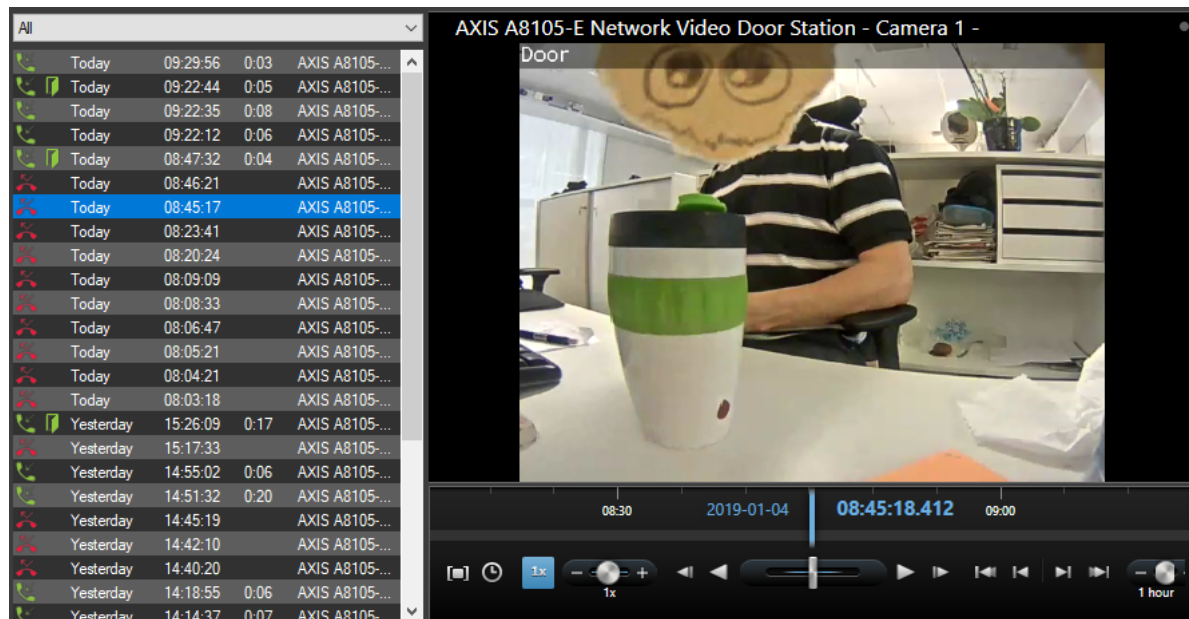 All
Today 09:29:56 0:03 AXIS A8105-...
Today 09:22:44 0:05 AXIS A8105-...
Today 09:22:35 0:08 AXIS A8105-...
Today 09:22:12 0:06 AXIS A8105-...
Today 08:47:32 0:04 AXIS A8105-...
Today 08:46:21 AXIS A8105-...
Today 08:45:17 AXIS A8105-...
Today 08:23:41 AXIS A8105-...
Today 08:20:24 AXIS A8105-...
Today 08:09:09 AXIS A8105-...
Today 08:08:33 AXIS A8105-...
Today 08:06:47 AXIS A8105-...
Today 08:05:21 AXIS A8105-...
Today 08:04:21 AXIS A8105-...
Today 08:03:18 AXIS A8105-...
Yesterday 15:26:09 0:17 AXIS A8105-...
Yesterday 15:17:33 AXIS A8105-...
Yesterday 14:55:02 0:06 AXIS A8105-...
Yesterday 14:51:32 0:20 AXIS A8105-...
Yesterday 14:45:19 AXIS A8105-...
Yesterday 14:42:10 AXIS A8105-...
Yesterday 14:40:20 AXIS A8105-...
Yesterday 14:18:55 0:06 AXIS A8105-...
Yesterday 14:14:37 0:07 AXIS A8105-...
AXIS A8105-E Network Video Door Station - Camera 1 -
Door
08:30 2019-01-04 08:45:18.412 09:00
1x
1x
1 hour